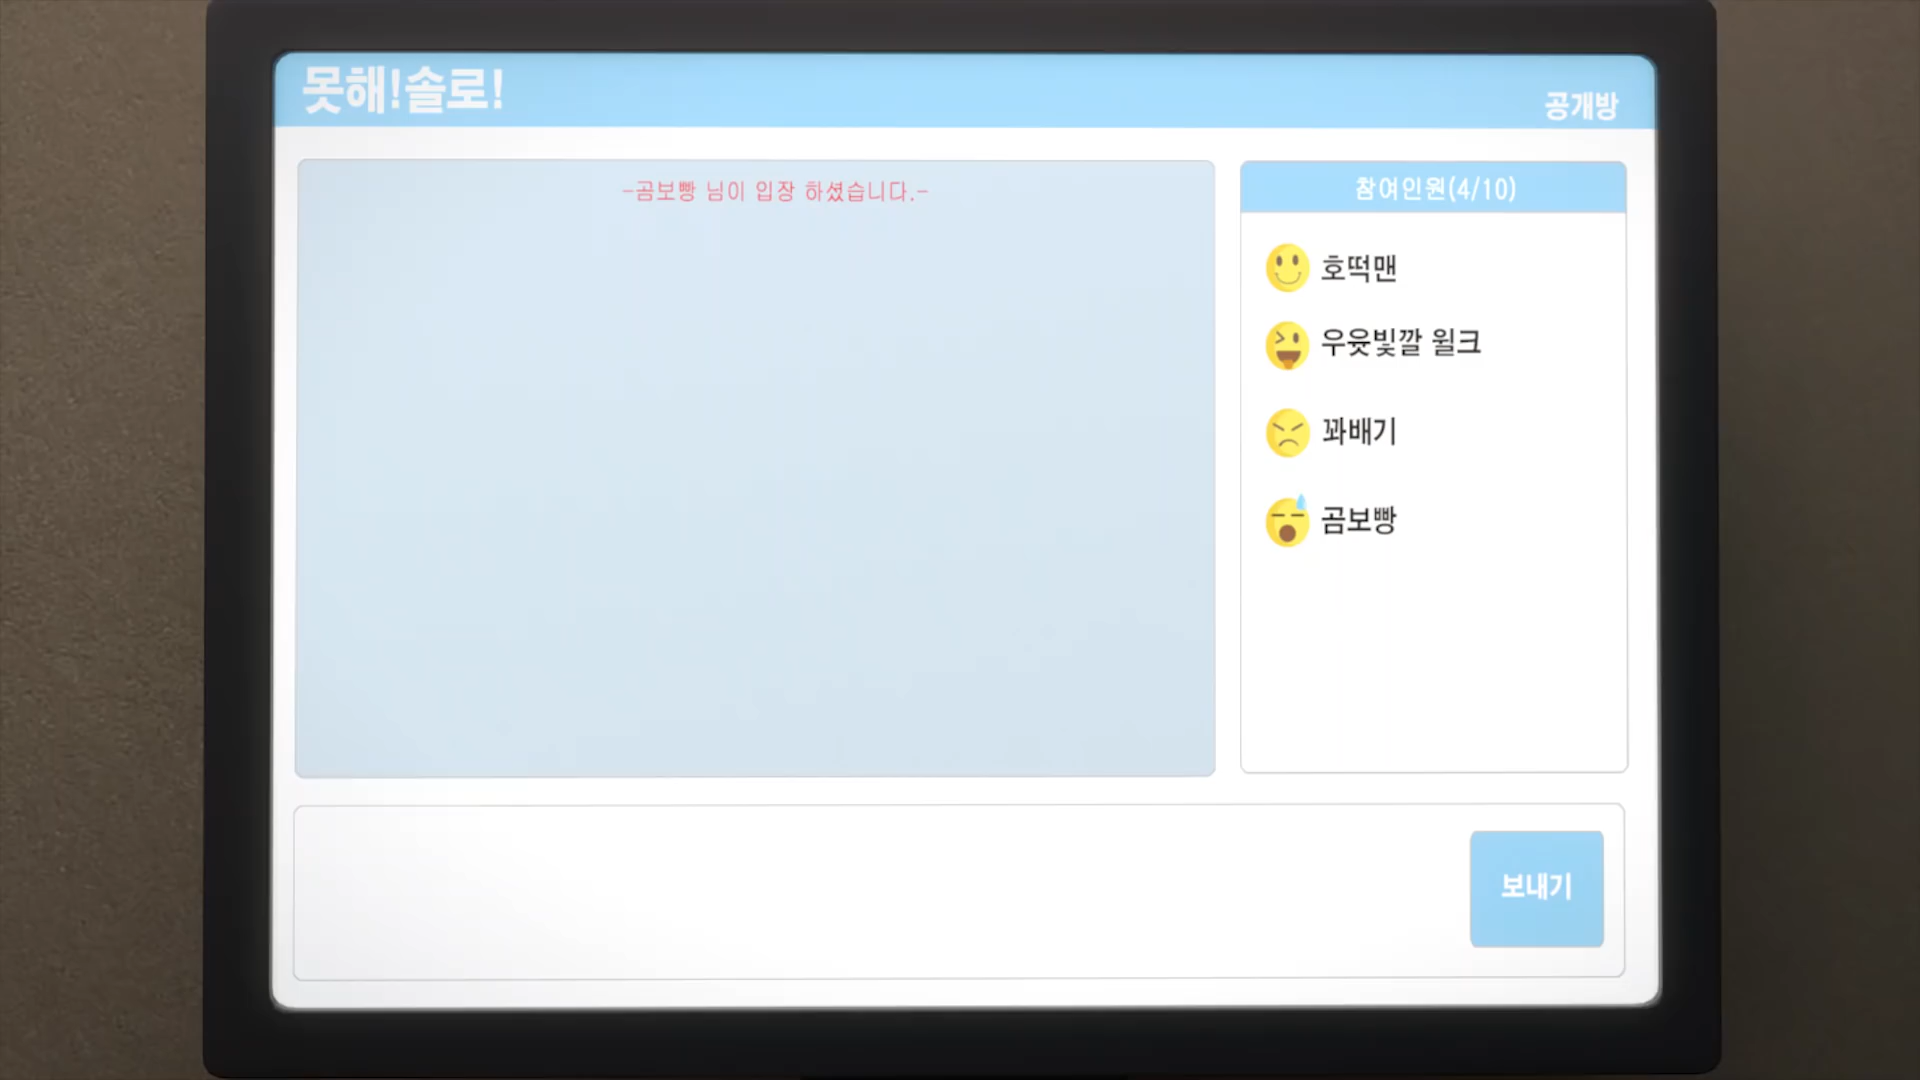 못해!솔로!
공개방
-곰보빵 님이 입장 하셨습니다.-
참여인원(4/10)
호떡맨
우윳빛깔 윌크
꽈배기
곰보빵
보내기